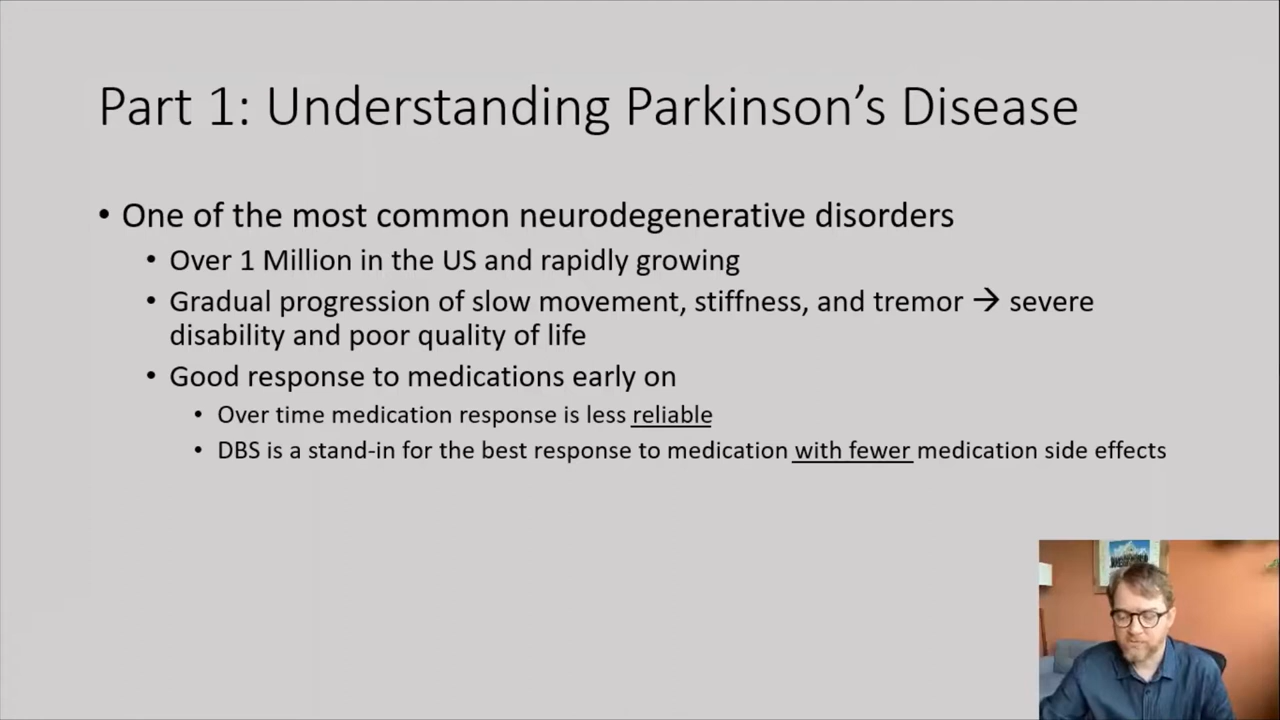 Part 1: Understanding Parkinson’s Disease
• One of the most common neurodegenerative disorders
• Over 1 Million in the US and rapidly growing
• Gradual progression of slow movement, stiffness, and tremor → severe
disability and poor quality of life
• Good response to medications early on
• Over time medication response is less reliable
• DBS is a stand-in for the best response to medication with fewer medication side effects